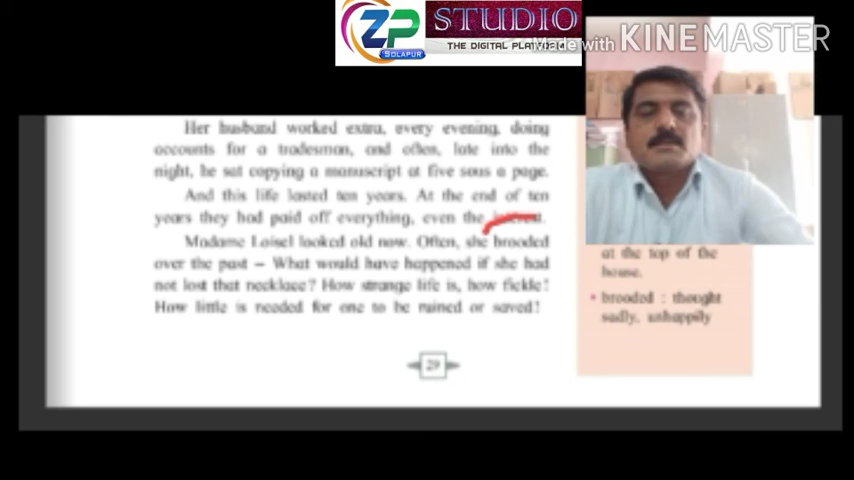 ZP STUDIO
SOLAPUR
THE DIGITAL PLATFORM
Made with KINEMASTER
Her husband worked extra, every evening, doing
accounts for a tradesman, and often, late into the
night, he sat copying a manuscript at five sous a page.
And this life lasted ten years. At the end of ten
years they had paid off everything, even the
Madame Loisel looked old now. Often, she brooded
over the past – What would have happened if she had
not lost that necklace? How strange life is, how fickle!
How little is needed for one to be ruined or saved!
29
at the top of the
house.
• brooded : thought
sadly, unhappily